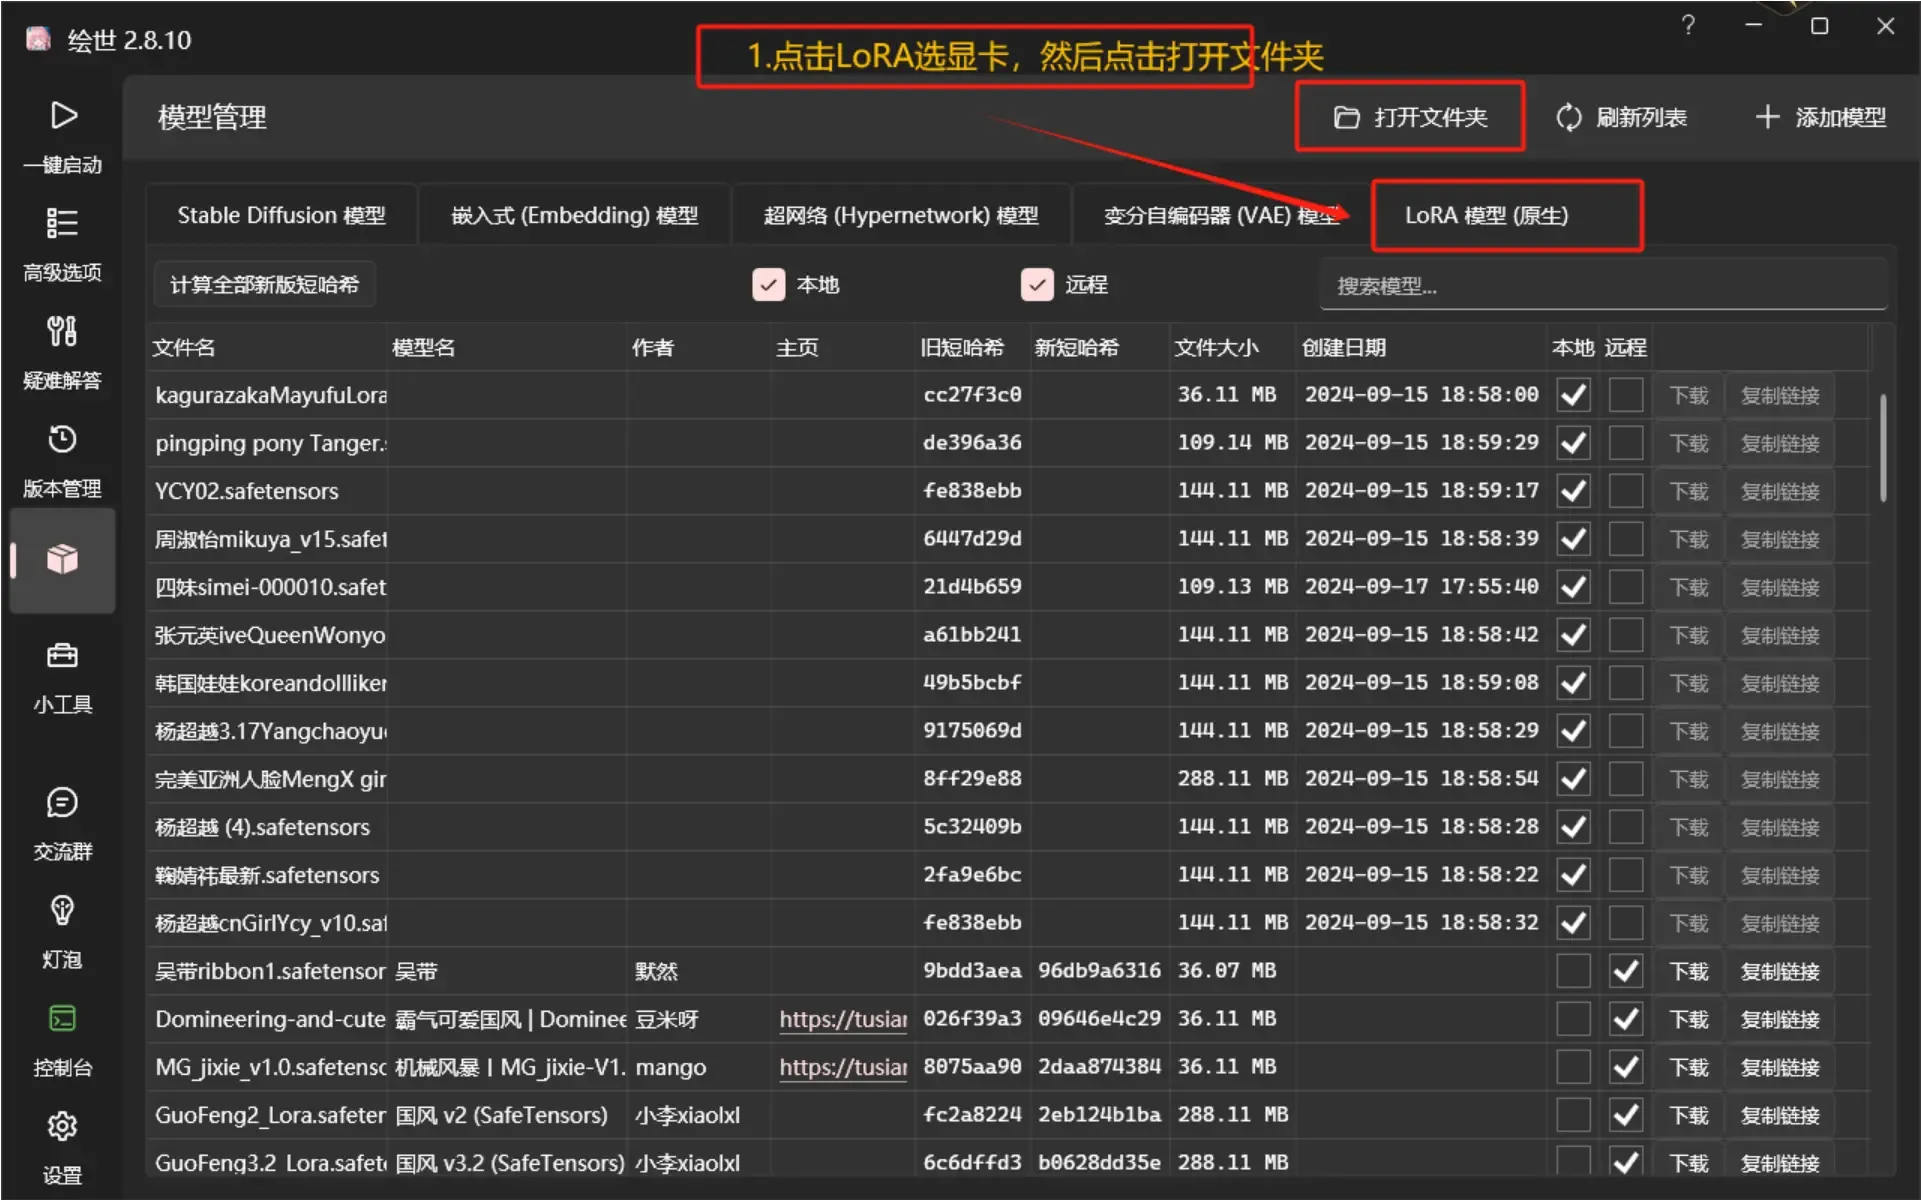 绘世 2.8.10
1.点击LoRA选显卡，然后点击打开文件夹
模型管理
打开文件夹
刷新列表
添加模型
一键启动
高级选项
疑难解答
版本管理
小工具
交流群
灯泡
控制台
设置
Stable Diffusion 模型
嵌入式 (Embedding) 模型
超网络 (Hypernetwork) 模型
变分自编码器 (VAE) 模型
LoRA 模型 (原生)
计算全部新版短哈希
本地
远程
搜索模型...
文件名 模型名 作者 主页 旧短哈希 新短哈希 文件大小 创建日期 本地 远程
kagurazakaMayufuLora cc27f3c0 36.11 MB 2024-09-15 18:58:00 下载 复制链接
pingping pony Tanger. de396a36 109.14 MB 2024-09-15 18:59:29 下载 复制链接
YCY02.safetensors fe838ebb 144.11 MB 2024-09-15 18:59:17 下载 复制链接
周淑怡mikuya_v15.safet 6447d29d 144.11 MB 2024-09-15 18:58:39 下载 复制链接
四妹simei-000010.safet 21d4b659 109.13 MB 2024-09-17 17:55:40 下载 复制链接
张元英iveQueenWonyo a61bb241 144.11 MB 2024-09-15 18:58:42 下载 复制链接
韩国娃娃koreandollliker 49b5bcbf 144.11 MB 2024-09-15 18:59:08 下载 复制链接
杨超越3.17Yangchaoyu 9175069d 144.11 MB 2024-09-15 18:58:29 下载 复制链接
完美亚洲人脸MengX gir 8ff29e88 288.11 MB 2024-09-15 18:58:54 下载 复制链接
杨超越 (4).safetensors 5c32409b 144.11 MB 2024-09-15 18:58:28 下载 复制链接
鞠婧祎最新.safetensors 2fa9e6bc 144.11 MB 2024-09-15 18:58:22 下载 复制链接
杨超越cnGirlYcy_v10.saf fe838ebb 144.11 MB 2024-09-15 18:58:32 下载 复制链接
吴带ribbon1.safetensor 吴带 默然 9bdd3aea 96db9a6316 36.07 MB 下载 复制链接
Domineering-and-cute 霸气可爱国风 | Dominee 豆米呀 https://tusiar 026f39a3 09646e4c29 36.11 MB 下载 复制链接
MG_jixie_v1.0.safetensc 机械风暴丨MG_jixie-V1. mango https://tusiar 8075aa90 2daa874384 36.11 MB 下载 复制链接
GuoFeng2_Lora.safeter 国风 v2 (SafeTensors) 小李xiaolxl fc2a8224 2eb124b1ba 288.11 MB 下载 复制链接
GuoFeng3.2_Lora.safete 国风 v3.2 (SafeTensors) 小李xiaolxl 6c6dffd3 b0628dd35e 288.11 MB 下载 复制链接